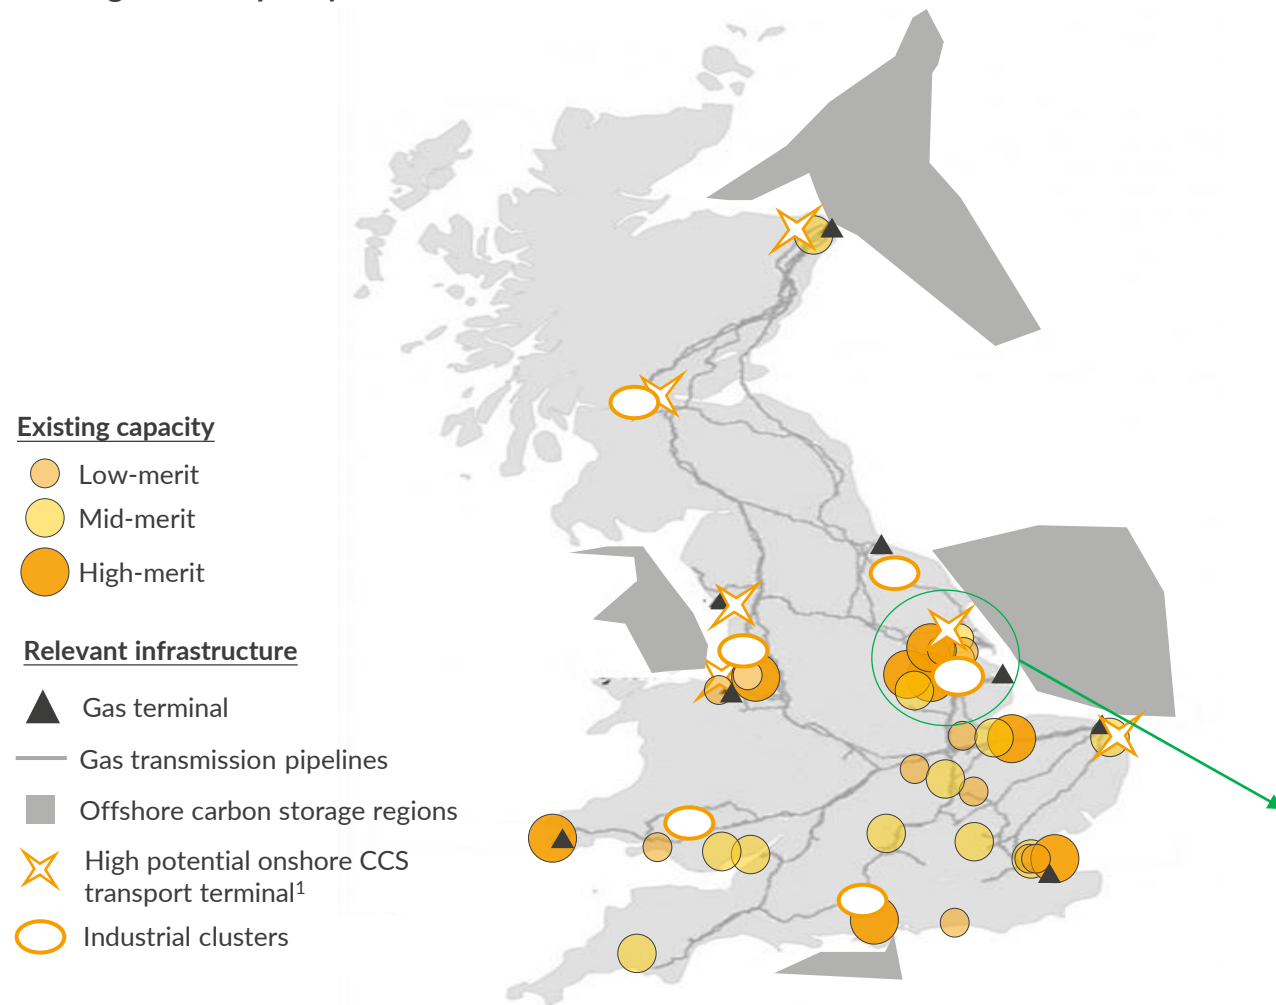 Existing capacity
Low-merit
Mid-merit
High-merit
Relevant infrastructure
Gas terminal
Gas transmission pipelines
Offshore carbon storage regions
High potential onshore CCS
transport terminal1
Industrial clusters